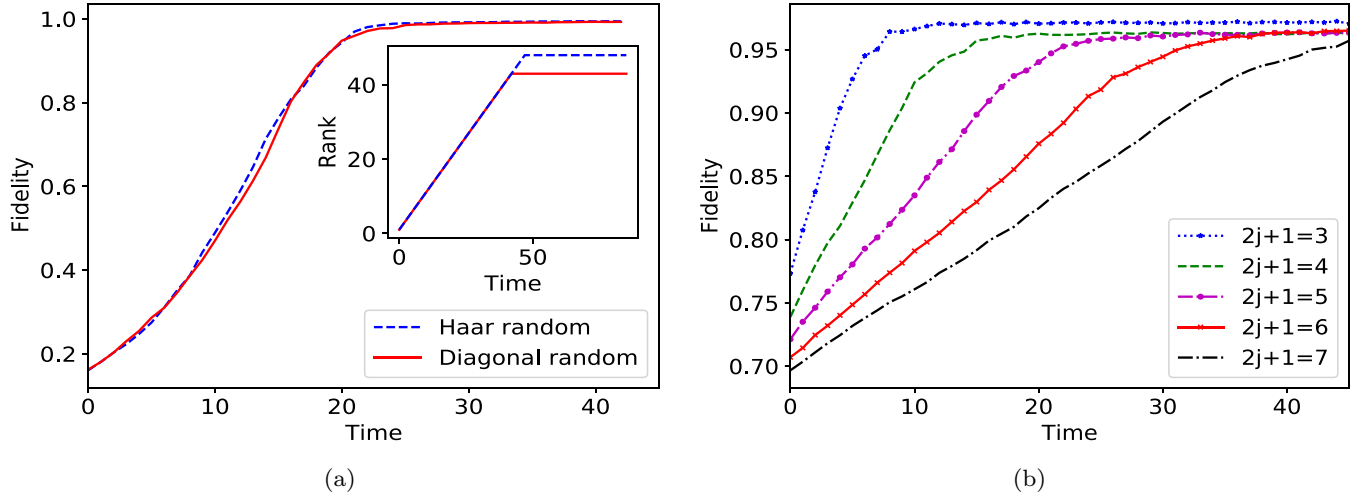 1.0
0.8
0.6
0.4
0.2
Fidelity
0
10
20
30
40
Time
40
20
0
Rank
0
50
Time
Haar random
Diagonal random
(a)
0.95
0.90
0.85
0.80
0.75
0.70
Fidelity
0
10
20
30
40
Time
2j+1=3
2j+1=4
2j+1=5
2j+1=6
2j+1=7
(b)